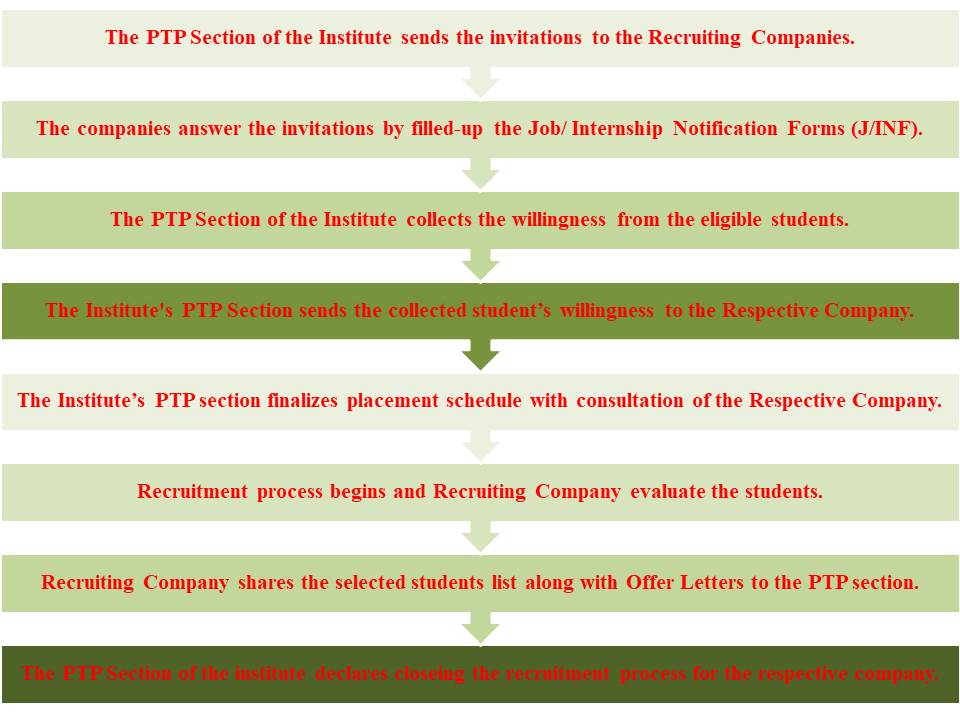 The PTP Section of the Institute sends the invitations to the Recruiting Companies.
The companies answer the invitations by filled-up the Job/ Internship Notification Forms (J/INF).
The PTP Section of the Institute collects the willingness from the eligible students.
The Institute's PTP Section sends the collected student’s willingness to the Respective Company.
The Institute’s PTP section finalizes placement schedule with consultation of the Respective Company.
Recruitment process begins and Recruiting Company evaluate the students.
Recruiting Company shares the selected students list along with Offer Letters to the PTP section.
The PTP Section of the institute declares closeing the recruitment process for the respective company.